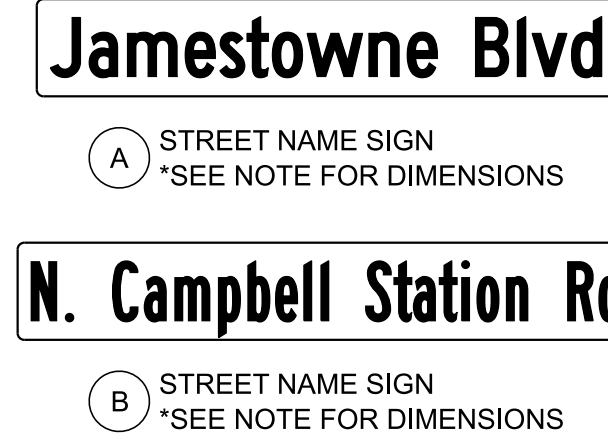 Jamestowne Blvd
A
STREET NAME SIGN
*SEE NOTE FOR DIMENSIONS
N. Campbell Station
B
STREET NAME SIGN
*SEE NOTE FOR DIMENSIONS